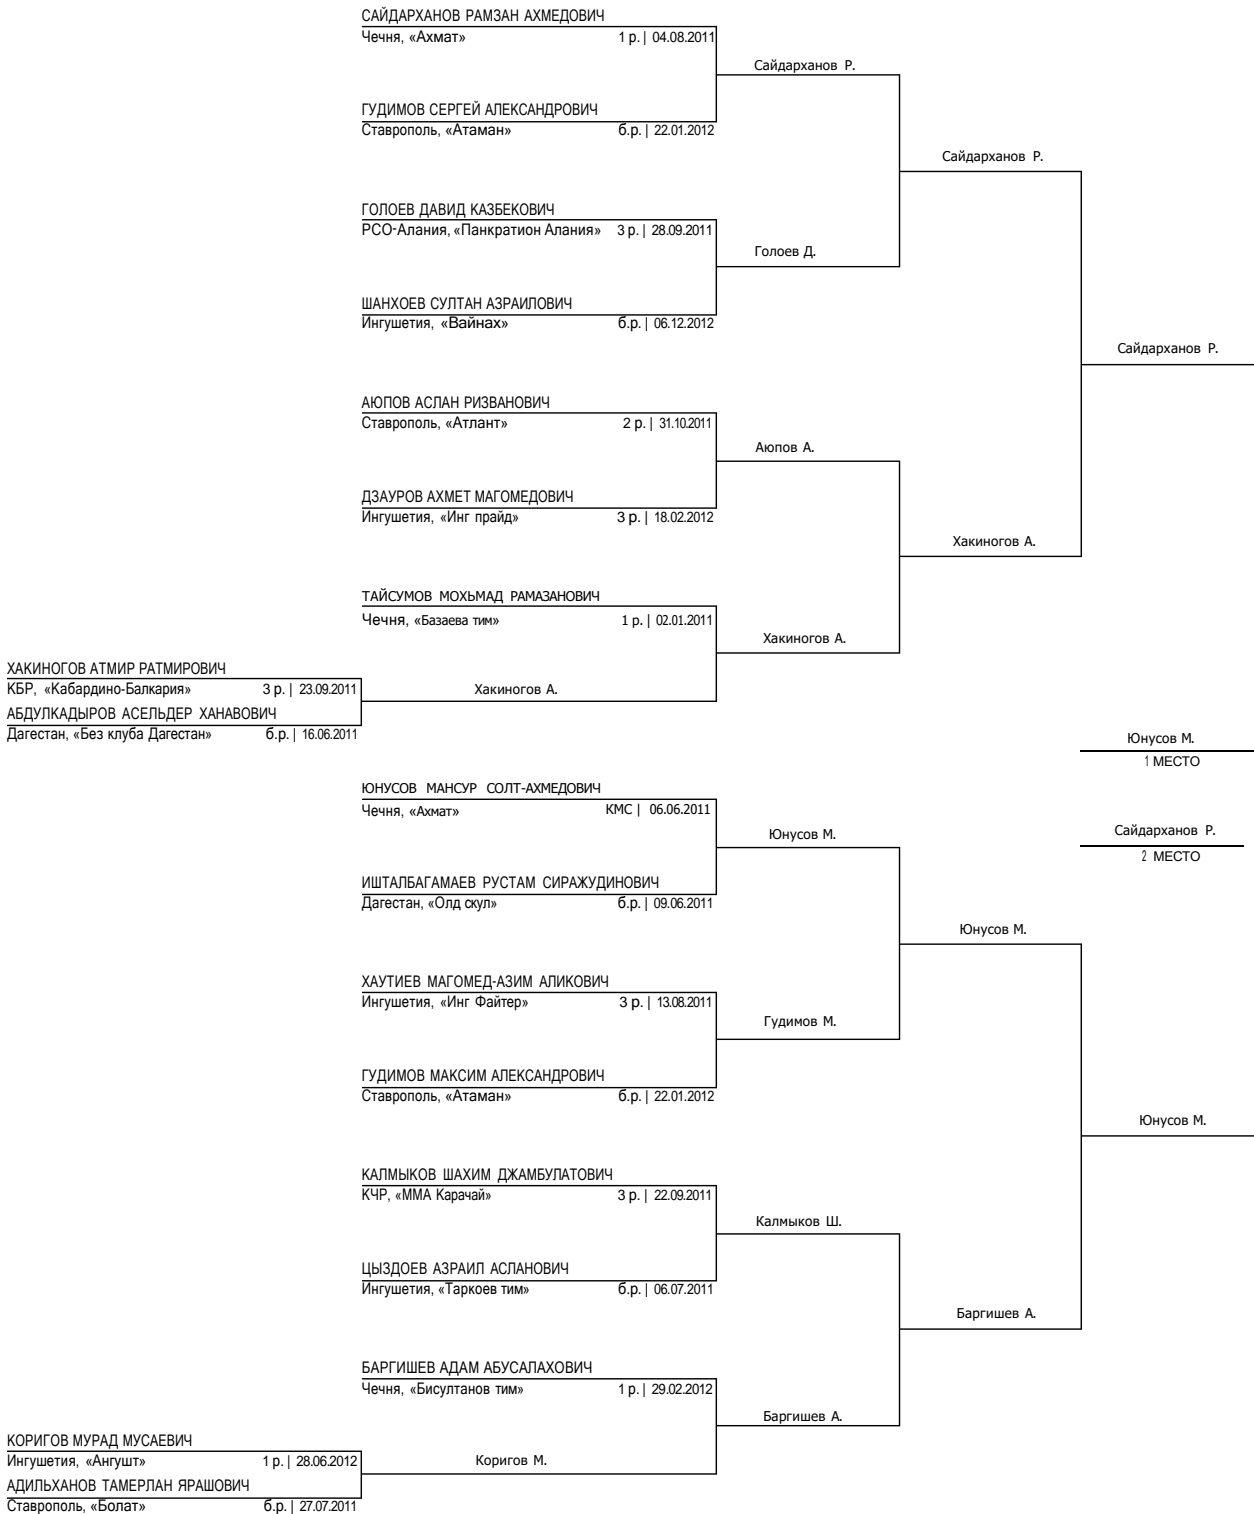 САЙДАРХАНОВ РАМЗАН АХМЕДОВИЧ
Чечня, «Ахмат» 1 р. | 04.08.2011
Сайдарханов Р.
ГУДИМОВ СЕРГЕЙ АЛЕКСАНДРОВИЧ
Ставрополь, «Атаман» б.р. | 22.01.2012
Сайдарханов Р.
ГОЛОЕВ ДАВИД КАЗБЕКОВИЧ
РСО-Алания, «Панкратион Алания» 3 р. | 28.09.2011
Голоев Д.
ШАНХОЕВ СУЛТАН АЗРАИЛОВИЧ
Ингушетия, «Вайнах» б.р. | 06.12.2012
Сайдарханов Р.
АЮПОВ АСЛАН РИЗВАНОВИЧ
Ставрополь, «Атлант» 2 р. | 31.10.2011
Аюпов А.
ДЗАУРОВ АХМЕТ МАГОМЕДОВИЧ
Ингушетия, «Инг прайд» 3 р. | 18.02.2012
Хакиногов А.
ТАЙСУМОВ МОХЬМАД РАМАЗАНОВИЧ
Чечня, «Базаева тим» 1 р. | 02.01.2011
Хакиногов А.
ХАКИНОГОВ АТМИР РАТМИРОВИЧ
КБР, «Кабардино-Балкария» 3 р. | 23.09.2011
Хакиногов А.
АБДУЛКАДЫРОВ АСЕЛЬДЕР ХАНАВОВИЧ
Дагестан, «Без клуба Дагестан» б.р. | 16.06.2011
Юнусов М.
1 МЕСТО
ЮНУСОВ МАНСУР СОЛТ-АХМЕДОВИЧ
Чечня, «Ахмат» КМС | 06.06.2011
Юнусов М.
Сайдарханов Р.
2 МЕСТО
ИШТАЛБАГАМАЕВ РУСТАМ СИРАЖУДИНОВИЧ
Дагестан, «Олд скул» б.р. | 09.06.2011
Юнусов М.
ХАУТИЕВ МАГОМЕД-АЗИМ АЛИКОВИЧ
Ингушетия, «Инг Файтер» 3 р. | 13.08.2011
Гудимов М.
ГУДИМОВ МАКСИМ АЛЕКСАНДРОВИЧ
Ставрополь, «Атаман» б.р. | 22.01.2012
Юнусов М.
КАЛМЫКОВ ШАХИМ ДЖАМБУЛАТОВИЧ
КЧР, «ММА Карачай» 3 р. | 22.09.2011
Калмыков Ш.
ЦЫЗДОЕВ АЗРАИЛ АСЛАНОВИЧ
Ингушетия, «Таркоев тим» б.р. | 06.07.2011
Баргишев А.
БАРГИШЕВ АДАМ АБУСАЛАХОВИЧ
Чечня, «Бисултанов тим» 1 р. | 29.02.2012
Баргишев А.
КОРИГОВ МУРАД МУСАЕВИЧ
Ингушетия, «Ангушт» 1 р. | 28.06.2012
Коригов М.
АДИЛЬХАНОВ ТАМЕРЛАН ЯРАШОВИЧ
Ставрополь, «Болат» б.р. | 27.07.2011